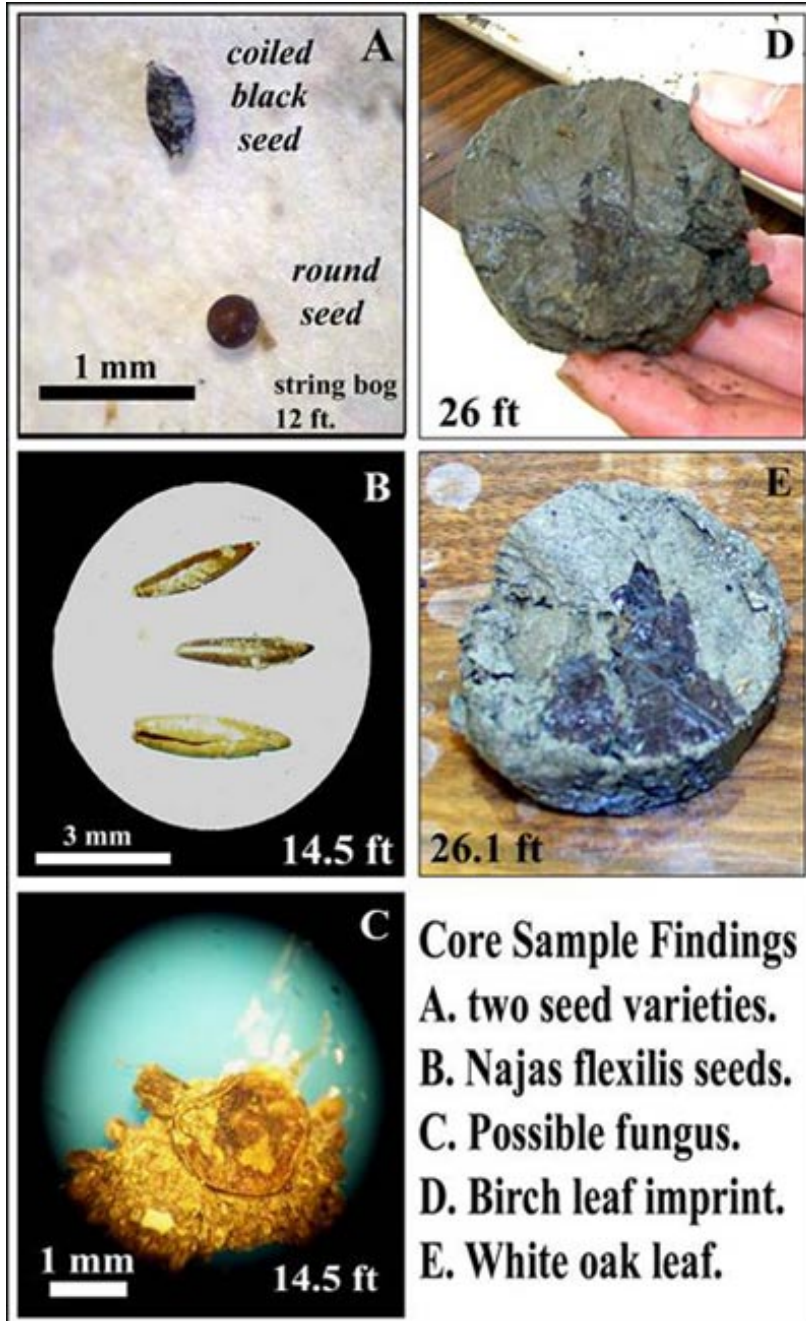 A
coiled
black
seed
round
seed
1 mm
string bog
12 ft.
D
26 ft
B
3 mm
14.5 ft
E
26.1 ft
C
1 mm
14.5 ft
Core Sample Findings
A. two seed varieties.
B. Najas flexilis seeds.
C. Possible fungus.
D. Birch leaf imprint.
E. White oak leaf.